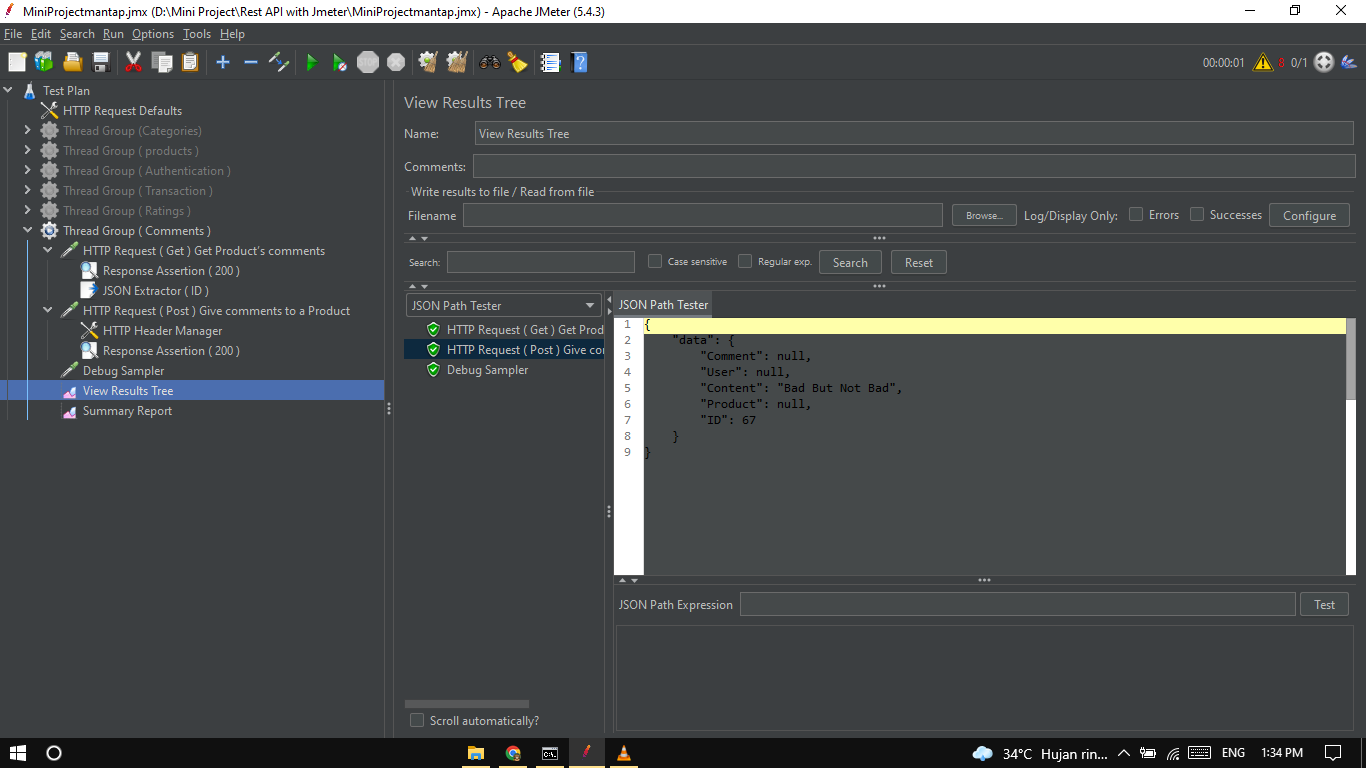 MiniProjectmantap.jmx (D:\Mini Project\Rest API with Jmeter\MiniProjectmantap.jmx) - Apache JMeter (5.4.3)
File Edit Search Run Options Tools Help
STOP 00:00:01 8 0/1
Test Plan
HTTP Request Defaults
Thread Group (Categories)
Thread Group ( products )
Thread Group ( Authentication )
Thread Group ( Transaction )
Thread Group ( Ratings )
Thread Group ( Comments )
HTTP Request ( Get ) Get Product's comments
Response Assertion ( 200 )
JSON Extractor ( ID )
HTTP Request ( Post ) Give comments to a Product
HTTP Header Manager
Response Assertion ( 200 )
Debug Sampler
View Results Tree
Summary Report
View Results Tree
Name: View Results Tree
Comments:
Write results to file / Read from file
Filename Browse... Log/Display Only: Errors Successes Configure
Search: Case sensitive Regular exp. Search Reset
JSON Path Tester
HTTP Request ( Get ) Get Prod
HTTP Request ( Post ) Give co
Debug Sampler
Scroll automatically?
JSON Path Tester
1 {
2 "data": {
3 "Comment": null,
4 "User": null,
5 "Content": "Bad But Not Bad",
6 "Product": null,
7 "ID": 67
8 }
9 }
JSON Path Expression Test
34°C Hujan rin... ENG 1:34 PM